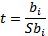 t = b_i / Sb_i